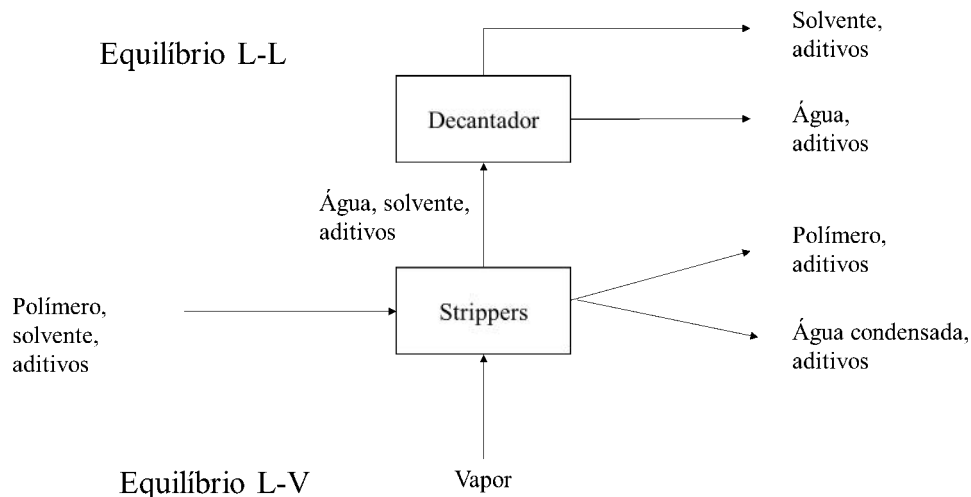 Equilíbrio L-L
Solvente,
aditivos
Decantador
Água,
aditivos
Água, solvente,
aditivos
Polímero,
aditivos
Polímero,
solvente,
aditivos
Strippers
Água condensada,
aditivos
Equilíbrio L-V
Vapor